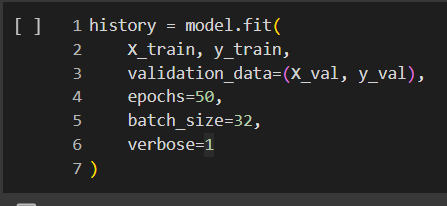 [ ] 1 history = model.fit(
2     X_train, y_train,
3     validation_data=(X_val, y_val),
4     epochs=50,
5     batch_size=32,
6     verbose=1
7 )